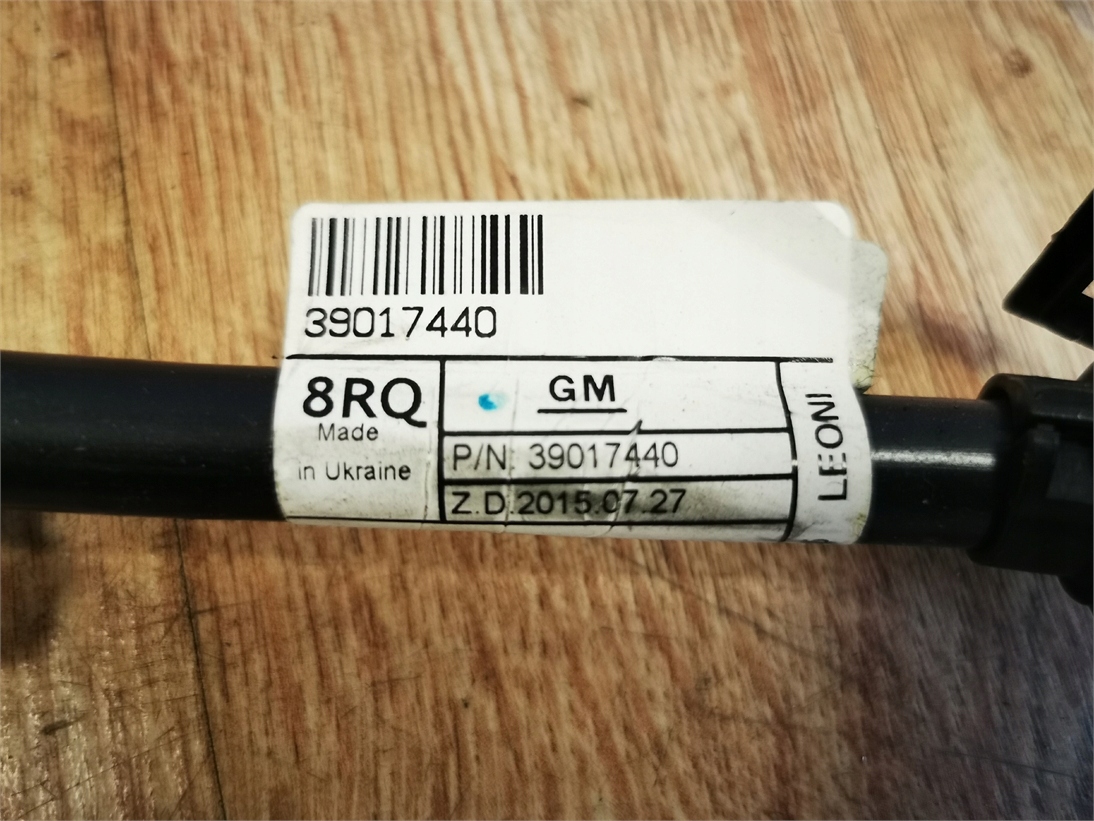 39017440
8RQ
Made
in Ukraine
GM
P/N: 39017440
Z.D.2015.07.27
LEONI